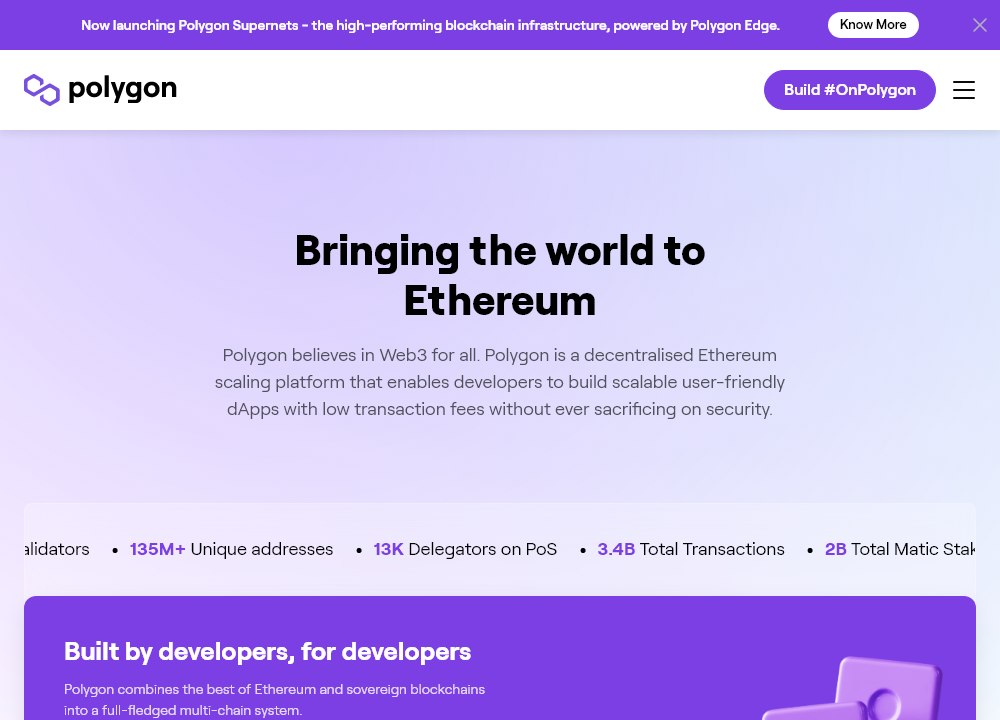 Now launching Polygon Supernets - the high-performing blockchain infrastructure, powered by Polygon Edge.
Know More
polygon
Build #OnPolygon
Bringing the world to
Ethereum
Polygon believes in Web3 for all. Polygon is a decentralised Ethereum
scaling platform that enables developers to build scalable user-friendly
dApps with low transaction fees without ever sacrificing on security.
alidators • 135M+ Unique addresses • 13K Delegators on PoS • 3.4B Total Transactions • 2B Total Matic Stak
Built by developers, for developers
Polygon combines the best of Ethereum and sovereign blockchains
into a full-fledged multi-chain system.